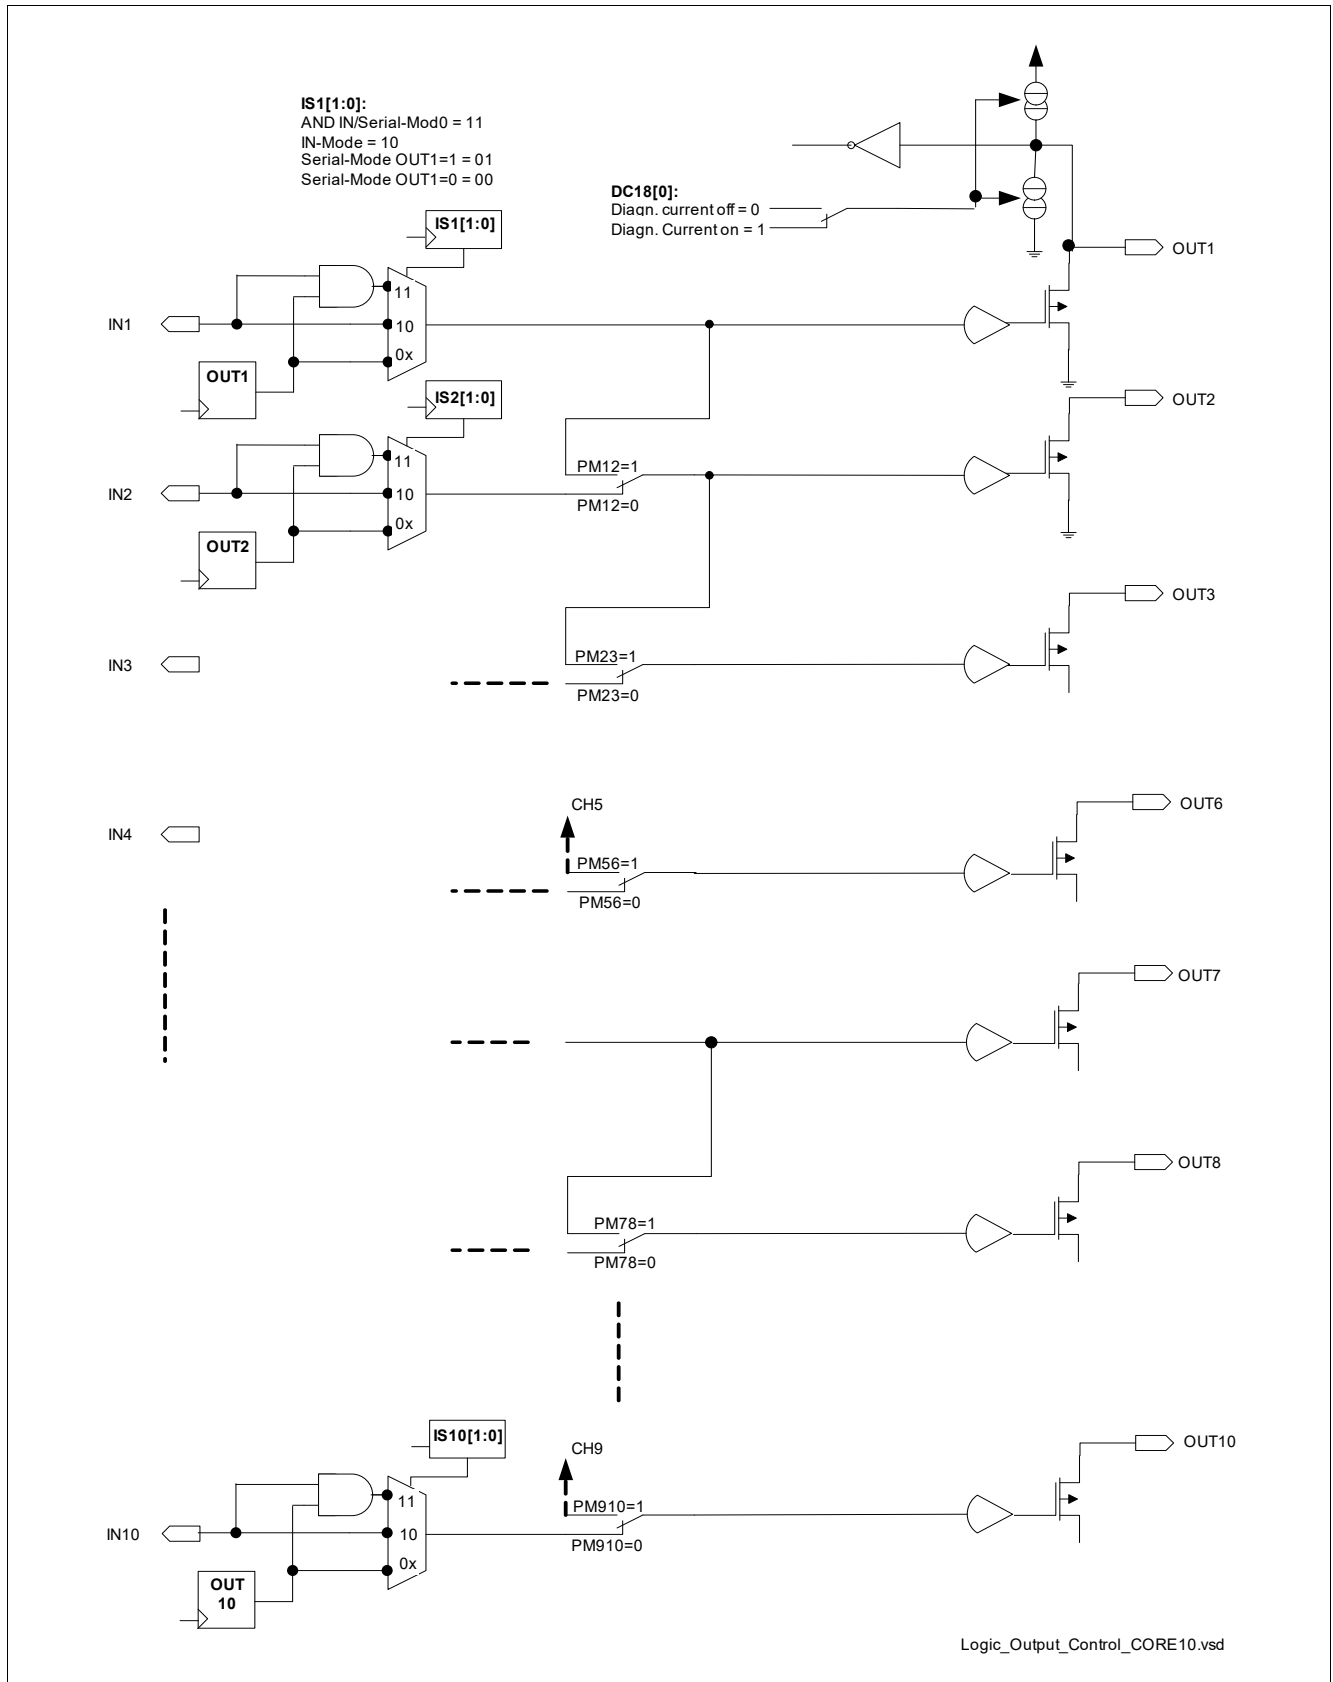 IS1[1:0]:
AND IN/Serial-Mod0 = 11
IN-Mode = 10
Serial-Mode OUT1=1 = 01
Serial-Mode OUT1=0 = 00
DC18[0]:
Diagn. current off = 0
Diagn. Current on = 1
IS1[1:0]
OUT1
11
IN1
10
0x
OUT1
IS2[1:0]
OUT2
11
PM12=1
IN2
10
PM12=0
0x
OUT2
OUT3
IN3
PM23=1
PM23=0
CH5
OUT6
IN4
PM56=1
PM56=0
OUT7
OUT8
PM78=1
PM78=0
IS10[1:0]
CH9
OUT10
11
PM910=1
IN10
10
PM910=0
0x
OUT
10
Logic_Output_Control_CORE10.vsd